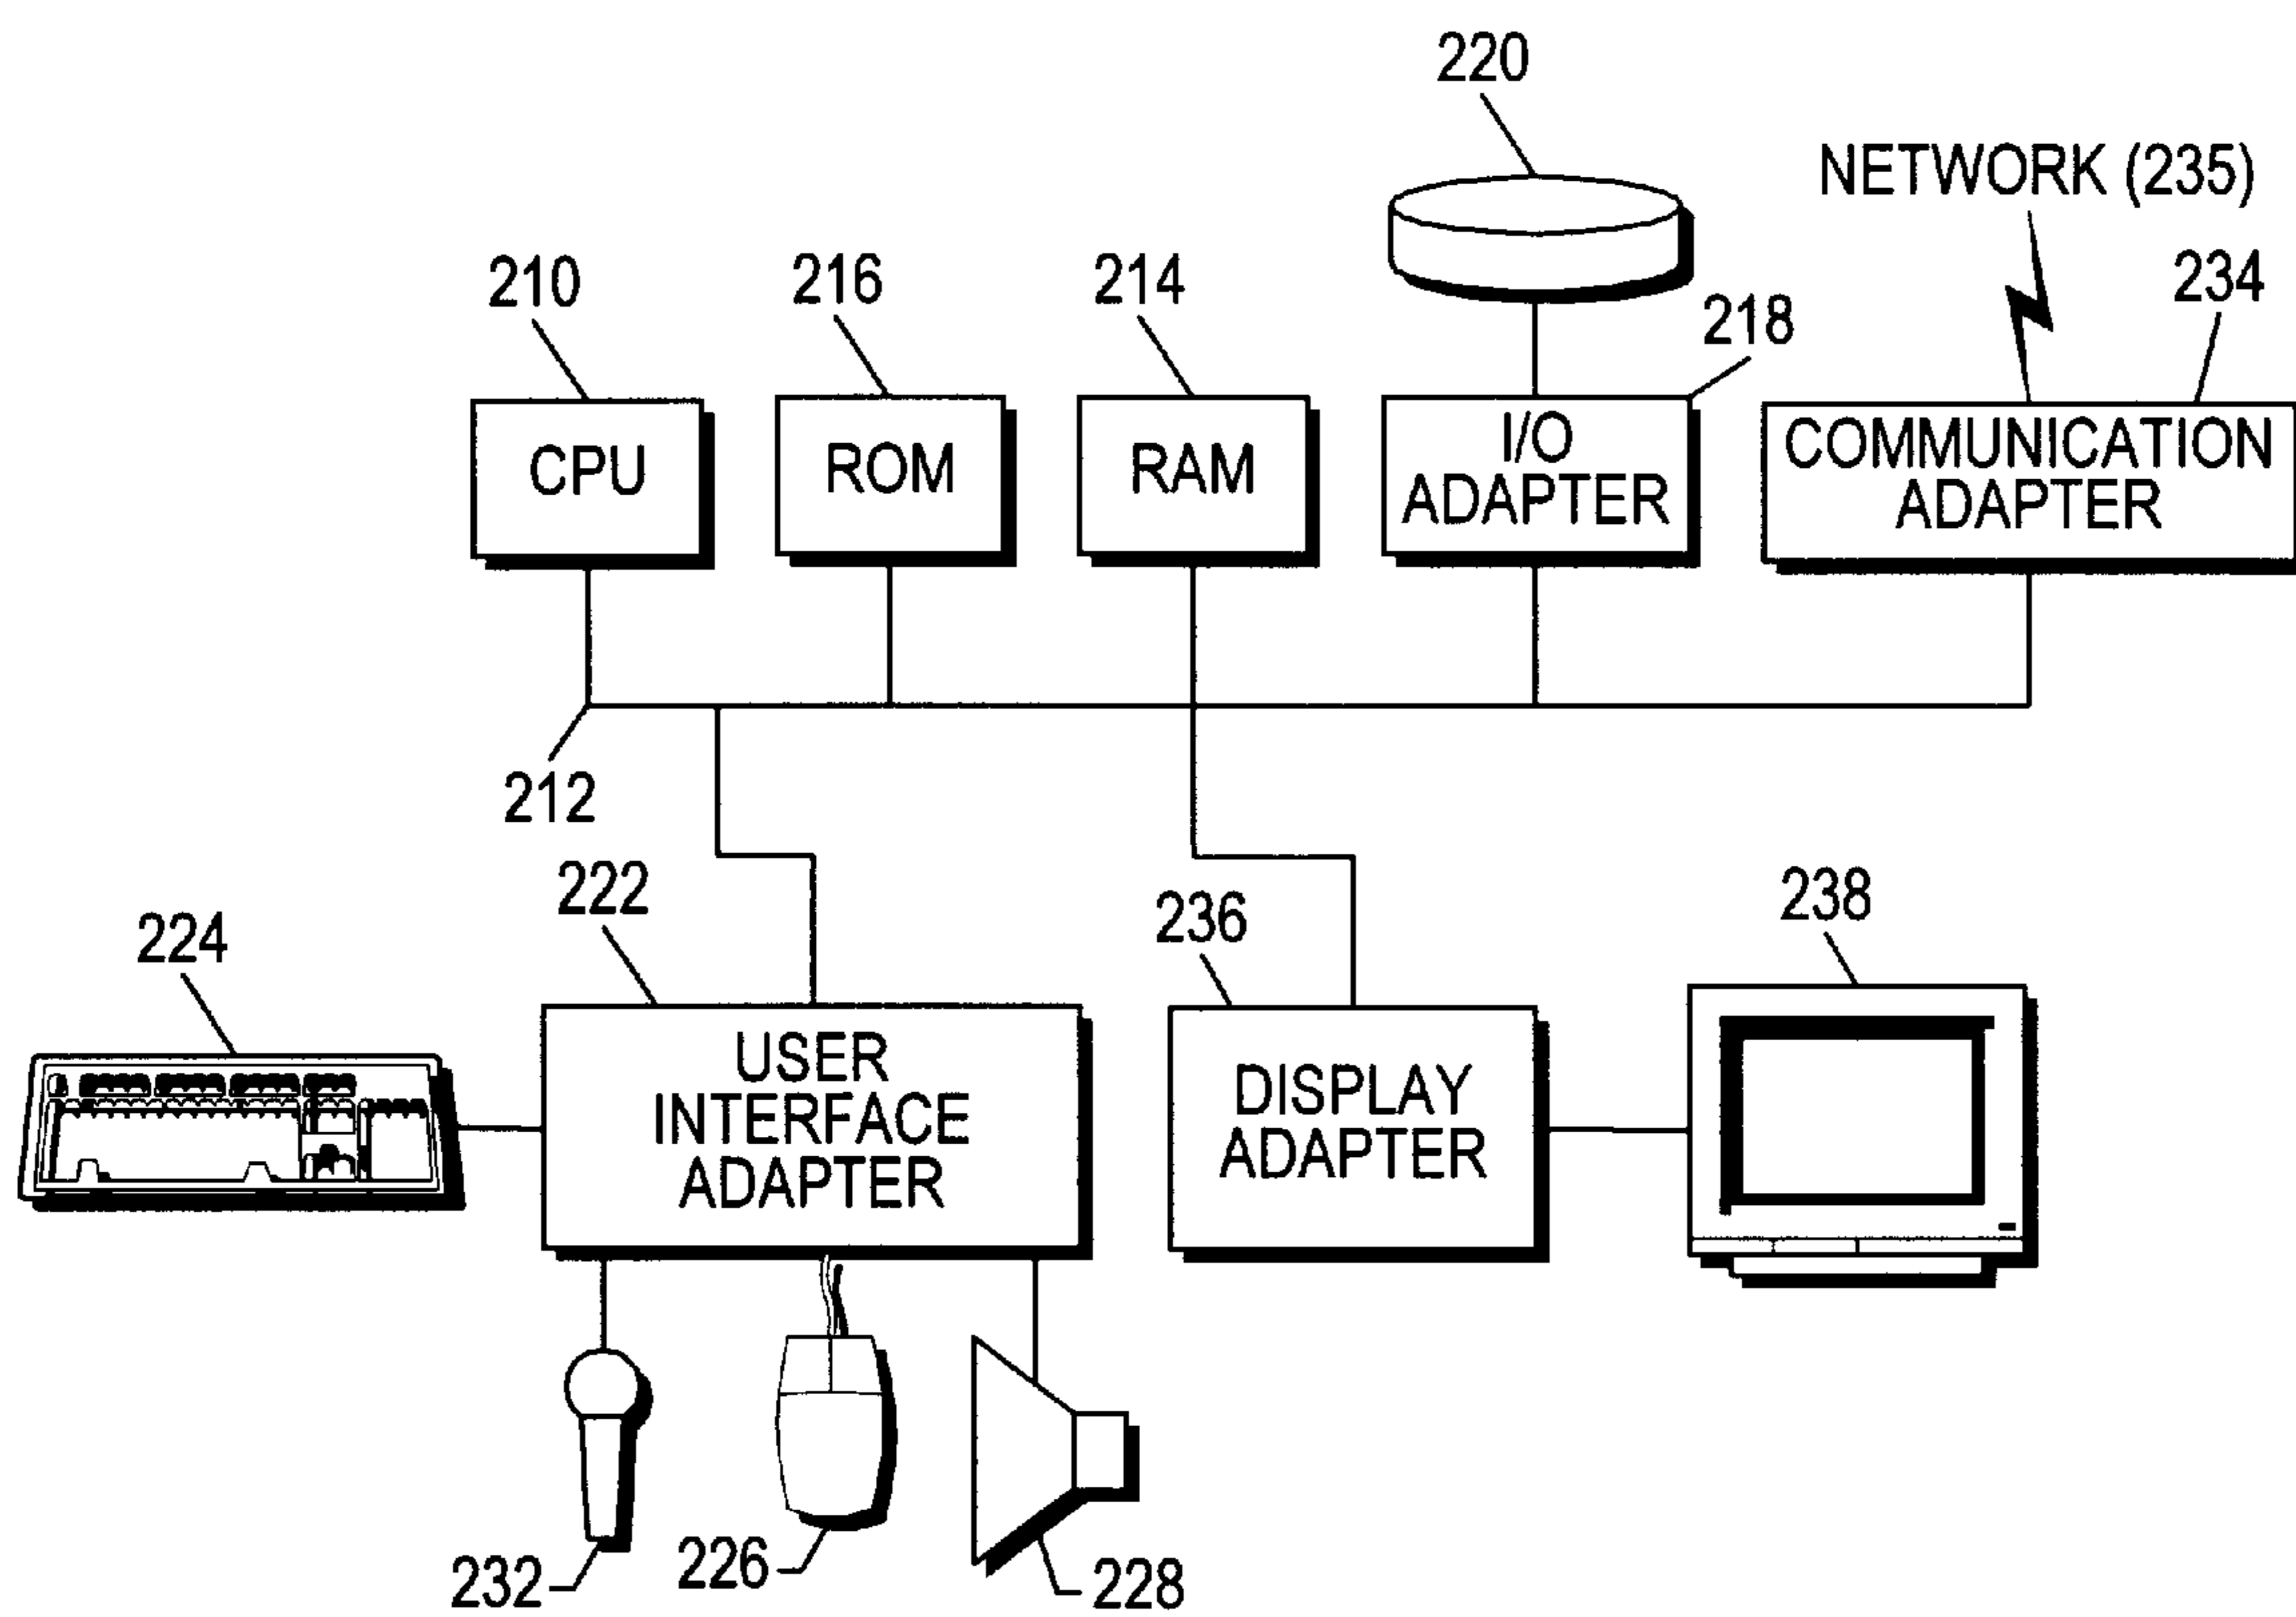 220
NETWORK (235)
210
216
214
218
234
CPU
ROM
RAM
I/O
ADAPTER
COMMUNICATION
ADAPTER
212
222
224
236
238
USER
INTERFACE
ADAPTER
DISPLAY
ADAPTER
232
226
228